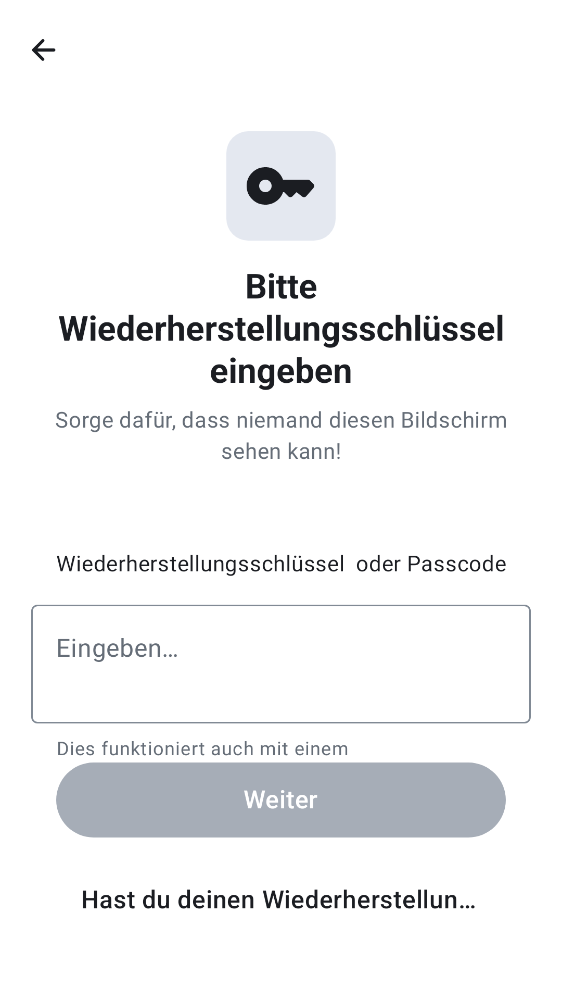 Bitte
Wiederherstellungsschlüssel
eingeben
Sorge dafür, dass niemand diesen Bildschirm
sehen kann!
Wiederherstellungsschlüssel oder Passcode
Eingeben…
Dies funktioniert auch mit einem
Weiter
Hast du deinen Wiederherstellun…